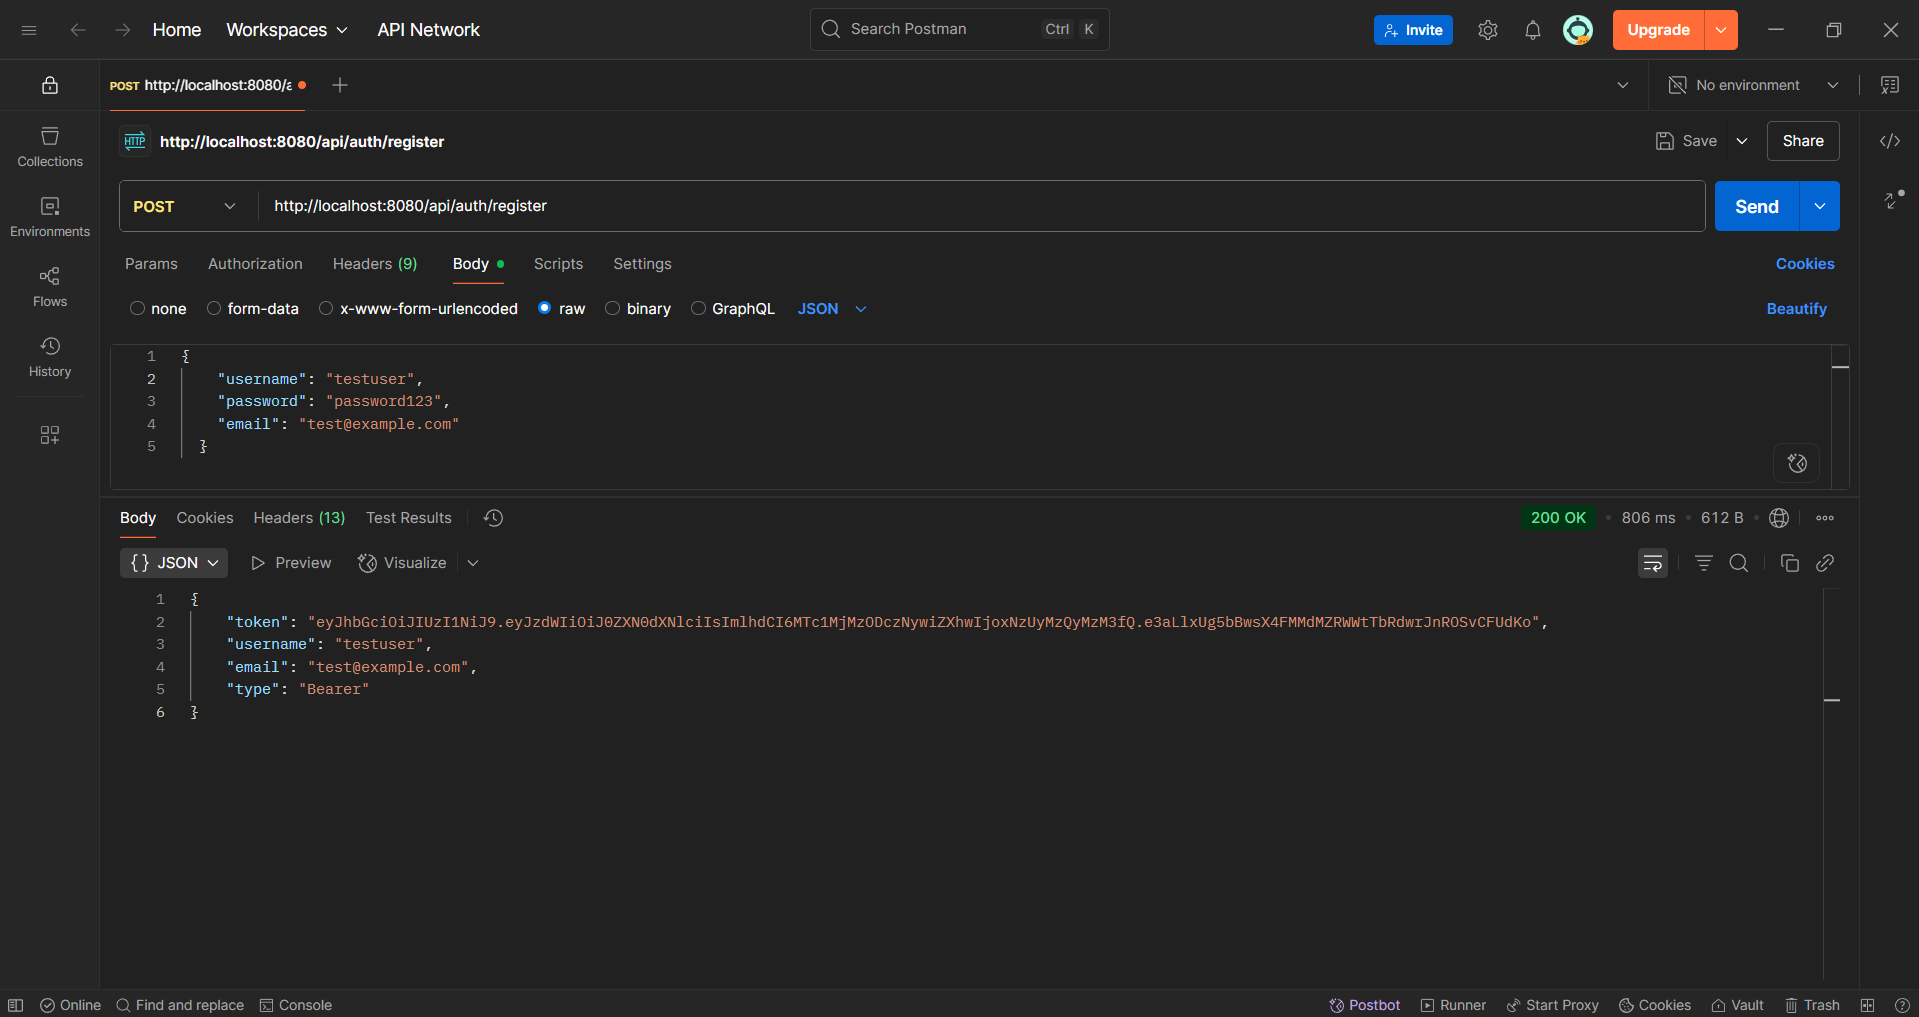 Home Workspaces API Network Search Postman Ctrl K Invite Upgrade
POST http://localhost:8080/a No environment
Collections
Environments
Flows
History
HTTP http://localhost:8080/api/auth/register Save Share
POST http://localhost:8080/api/auth/register Send
Params Authorization Headers (9) Body Scripts Settings Cookies
none form-data x-www-form-urlencoded raw binary GraphQL JSON Beautify
1 {
2 "username": "testuser",
3 "password": "password123",
4 "email": "test@example.com"
5 }
Body Cookies Headers (13) Test Results 200 OK • 806 ms • 612 B
{} JSON Preview Visualize
1 {
2 "token": "eyJhbGciOiJIUzI1NiJ9.eyJzdWIiOiJ0ZXN0dXNlciIsImlhdCI6MTc1MjMzODczNywiZXhwIjoxNzUyMzQyMzM3fQ.e3aLlxUg5bBwsX4FMMdMZRWWtTbRdwrJnROSvCFUdKo",
3 "username": "testuser",
4 "email": "test@example.com",
5 "type": "Bearer"
6 }
Online Find and replace Console Postbot Runner Start Proxy Cookies Vault Trash